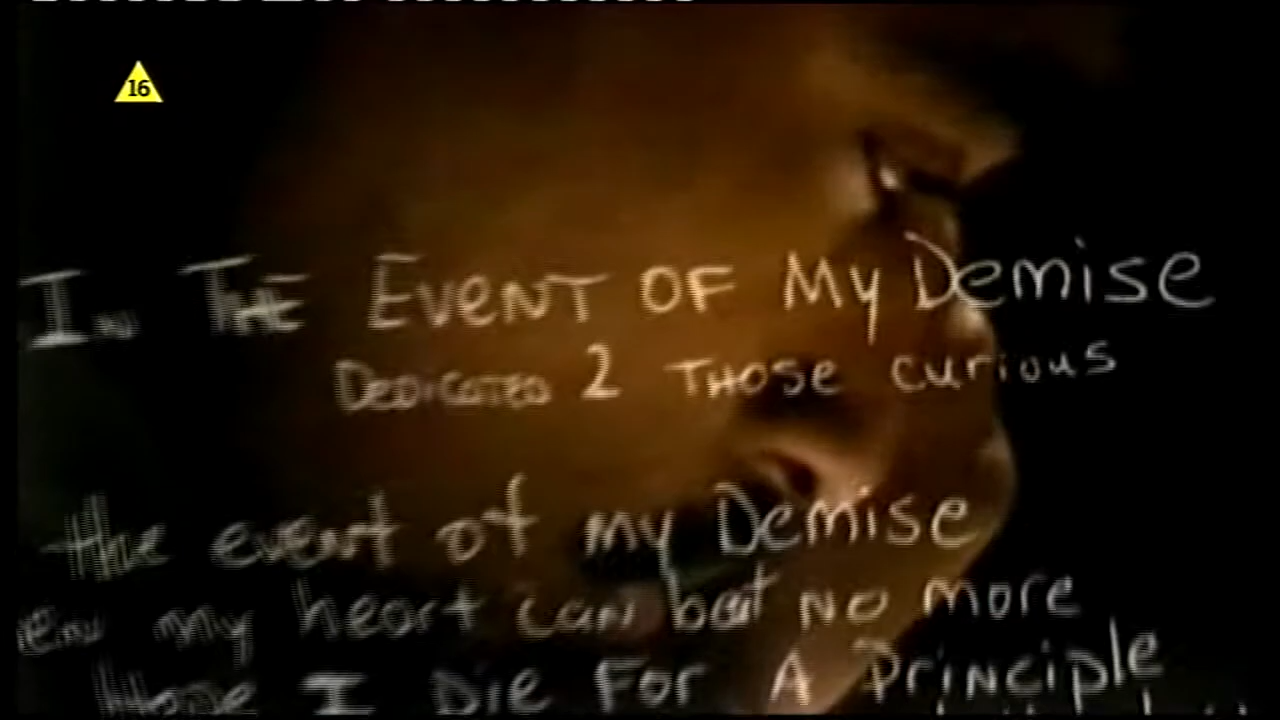 16
In THE EVENT OF My Demise
DEDICATED 2 THOSE curious
the event of my Demise
my heart can beat no more
Hope I Die For A Principle